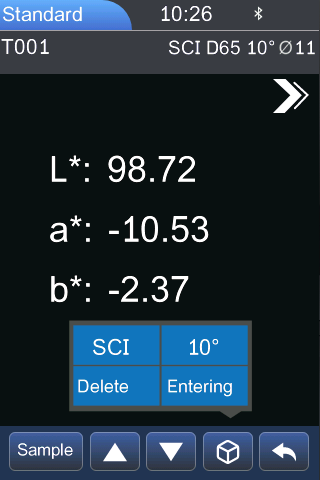 Standard 10:26
T001 SCI D65 10° Ø11
L*: 98.72
a*: -10.53
b*: -2.37
SCI 10°
Delete Entering
Sample